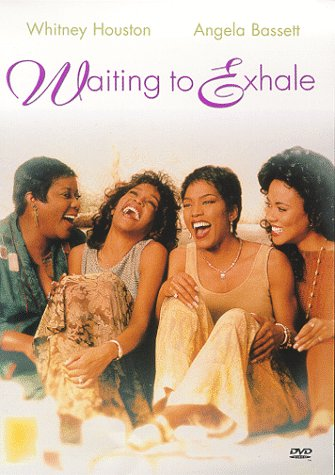 Whitney Houston Angela Bassett
Waiting to Exhale
DVD